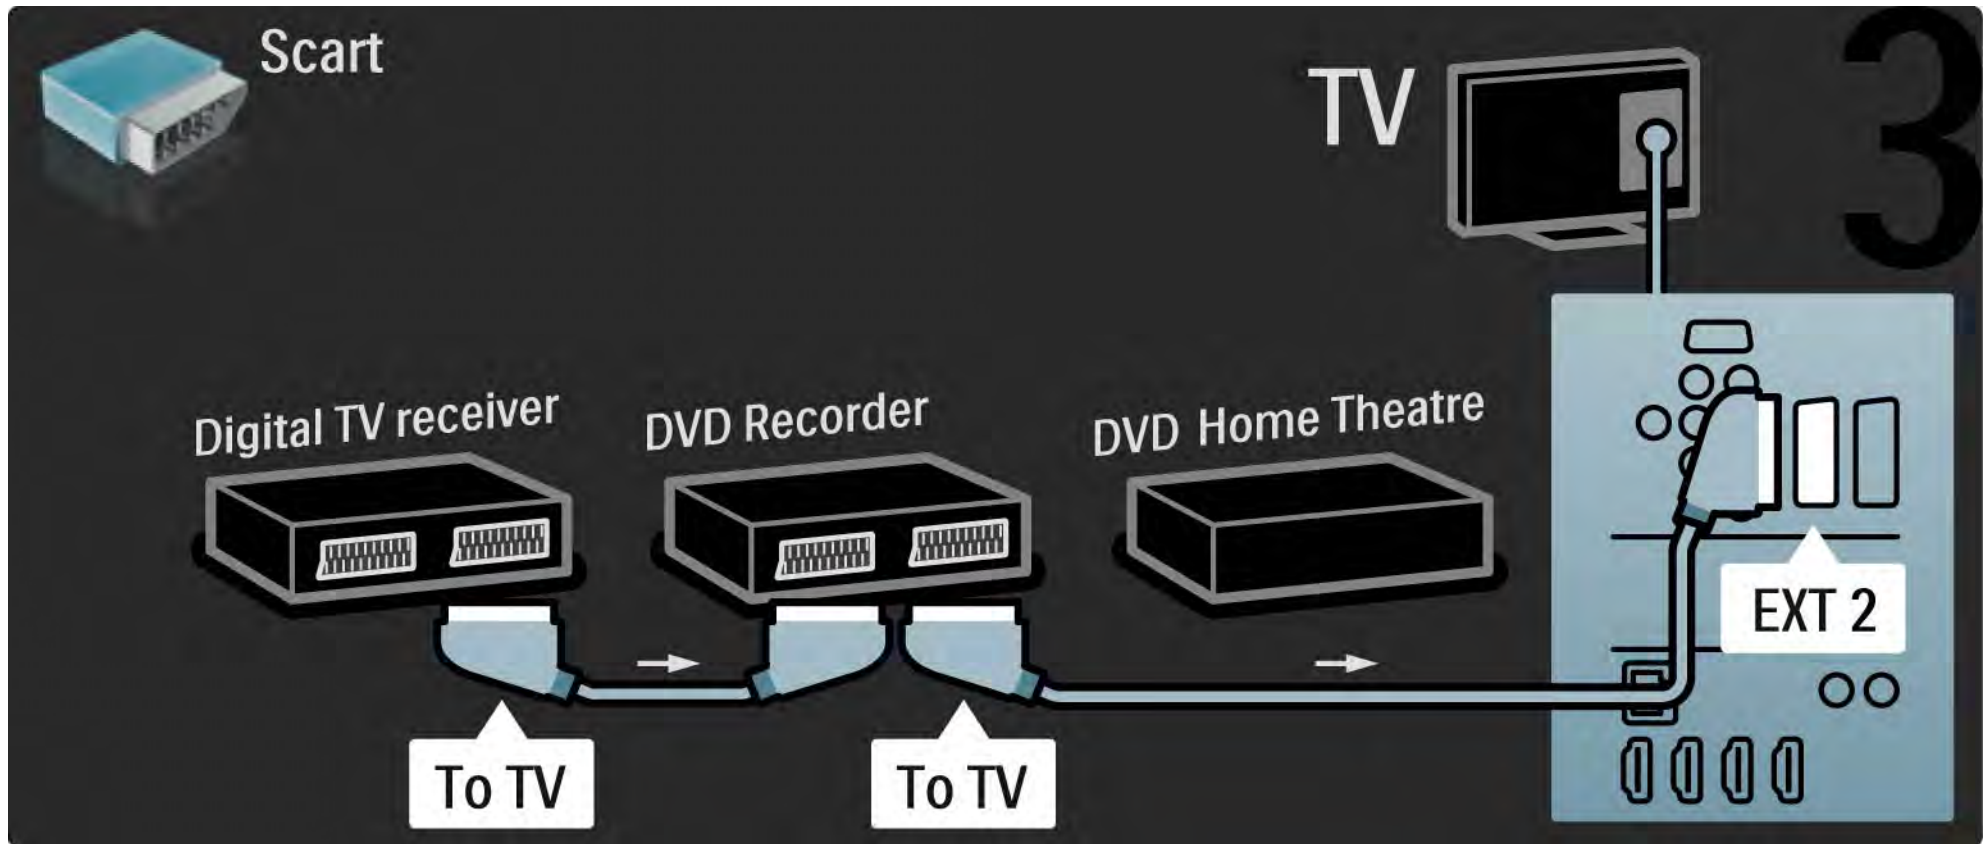 Scart
TV
3
Digital TV receiver
DVD Recorder
DVD Home Theatre
EXT 2
To TV
To TV